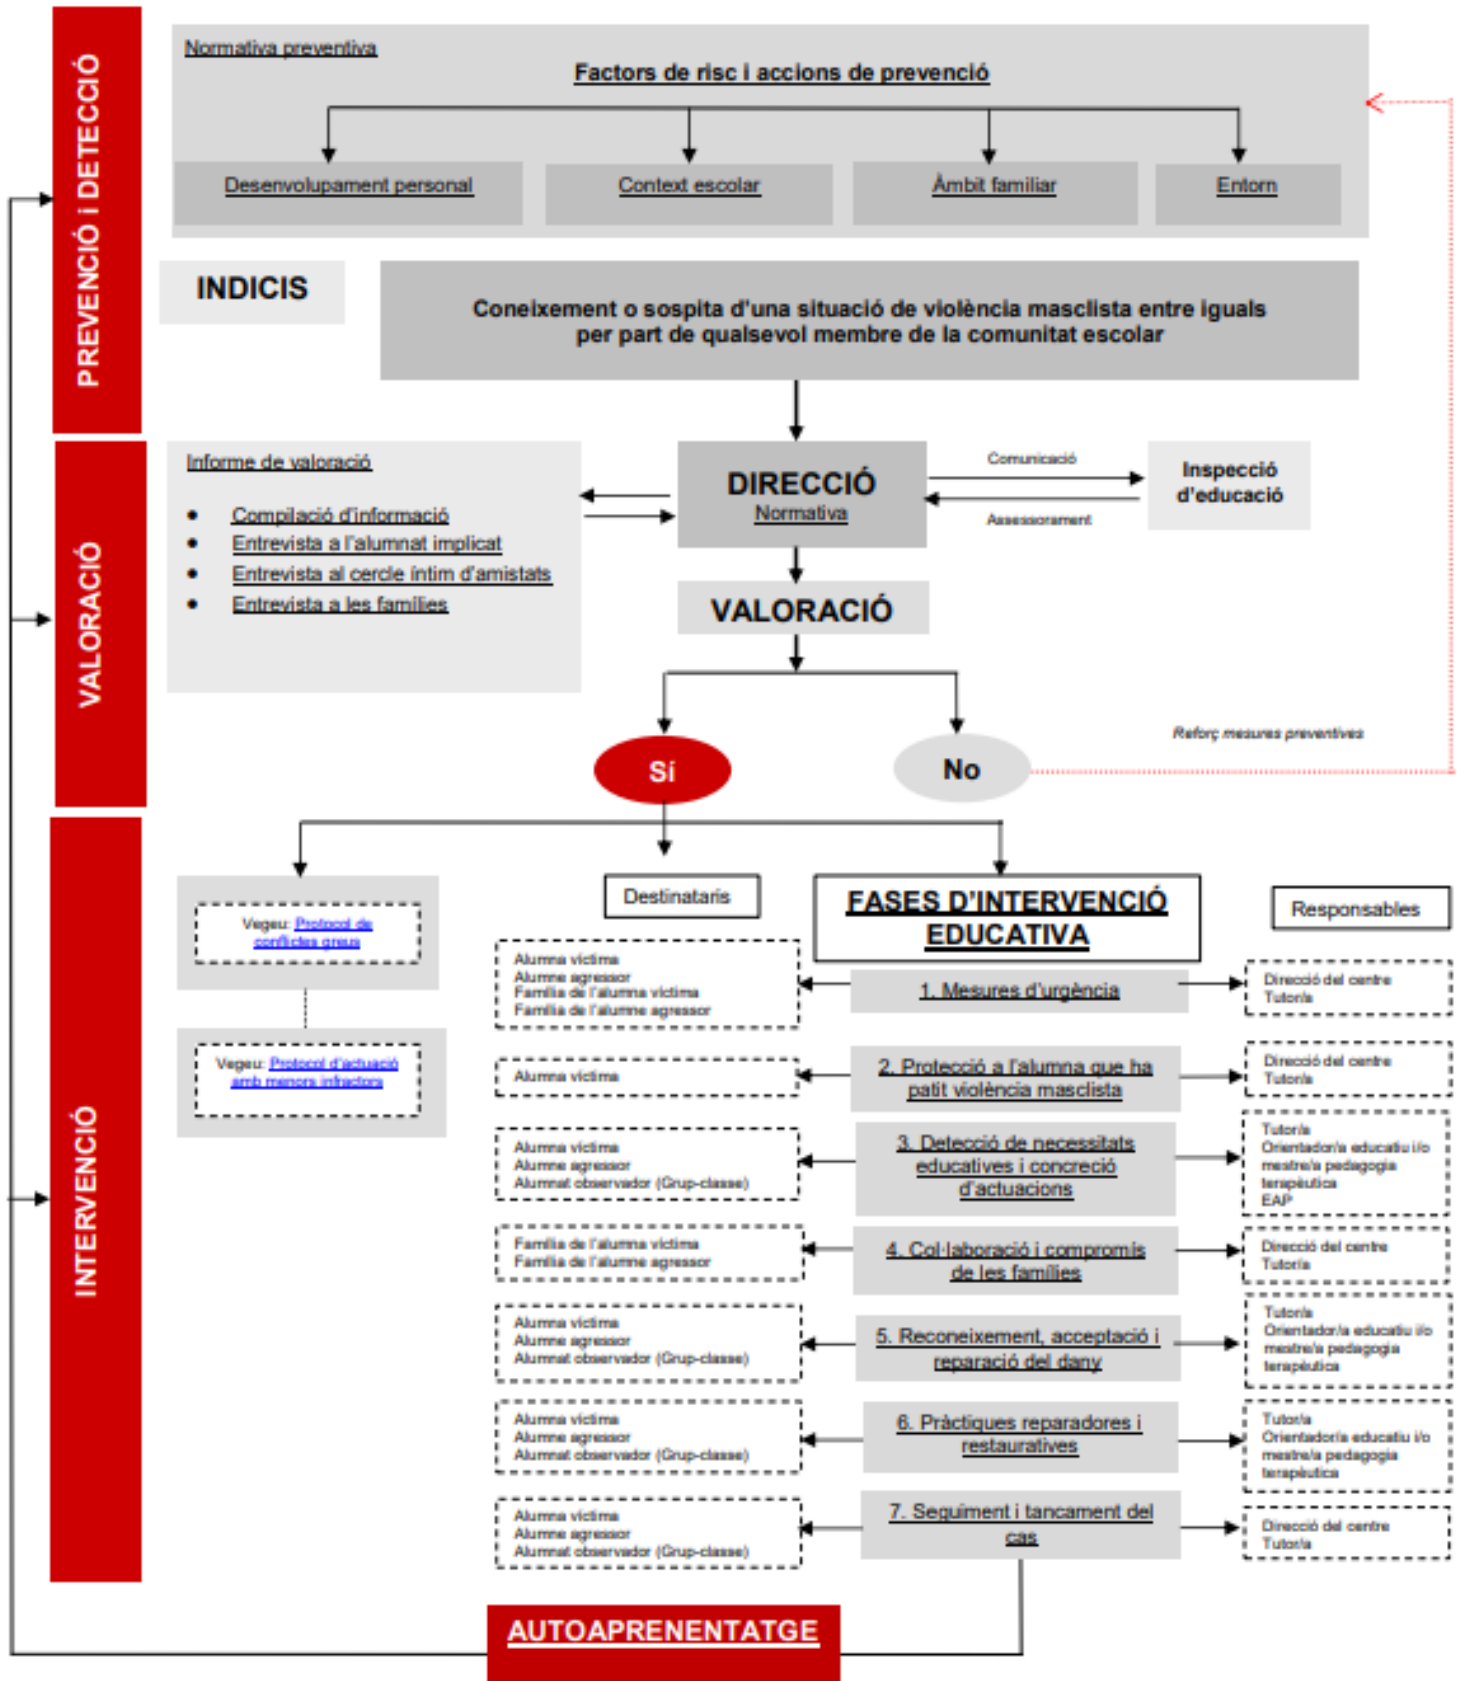 PREVENCIÓ i DETECCIÓ
Normativa preventiva
Factors de risc i accions de prevenció
Desenvolupament personal
Context escolar
Àmbit familiar
Entorn
INDICIS
Coneixement o sospita d'una situació de violència masclista entre iguals
per part de qualsevol membre de la comunitat escolar
VALORACIÓ
Informe de valoració
• Compilació d'informació
• Entrevista a l'alumnat implicat
• Entrevista al cercle íntim d'amistats
• Entrevista a les famílies
DIRECCIÓ
Normativa
Comunicació
Assessorament
Inspecció
d'educació
VALORACIÓ
Sí
No
Reforç mesures preventives
INTERVENCIÓ
Vegeu: Protocol de
conflictes greus
Vegeu: Protocol d'actuació
amb menors infractors
Destinataris
FASES D'INTERVENCIÓ
EDUCATIVA
Responsables
Alumna víctima
Alumne agressor
Família de l'alumna víctima
Família de l'alumne agressor
1. Mesures d'urgència
Direcció del centre
Tutor/a
Alumna víctima
2. Protecció a l'alumna que ha
patit violència masclista
Direcció del centre
Tutor/a
Alumna víctima
Alumne agressor
Alumnat observador (Grup-classe)
3. Detecció de necessitats
educatives i concreció
d'actuacions
Tutor/a
Orientador/a educatiu i/o
mestre/a pedagogia
terapèutica
EAP
Família de l'alumna víctima
Família de l'alumne agressor
4. Col·laboració i compromís
de les famílies
Direcció del centre
Tutor/a
Alumna víctima
Alumne agressor
Alumnat observador (Grup-classe)
5. Reconeixement, acceptació i
reparació del dany
Tutor/a
Orientador/a educatiu i/o
mestre/a pedagogia
terapèutica
Alumna víctima
Alumne agressor
Alumnat observador (Grup-classe)
6. Pràctiques reparadores i
restauratives
Tutor/a
Orientador/a educatiu i/o
mestre/a pedagogia
terapèutica
Alumna víctima
Alumne agressor
Alumnat observador (Grup-classe)
7. Seguiment i tancament del
cas
Direcció del centre
Tutor/a
AUTOAPRENENTATGE